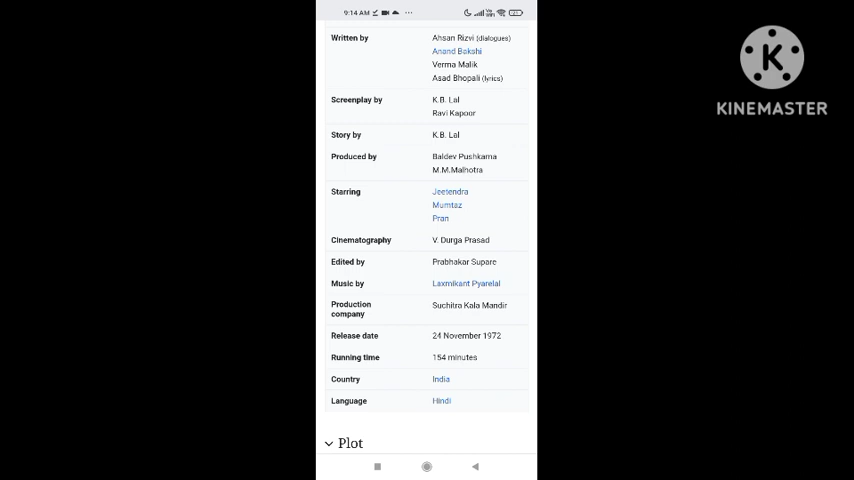 9:14 AM
Written by
Ahsan Rizvi (dialogues)
Anand Bakshi
Verma Malik
Asad Bhopali (lyrics)
Screenplay by
K.B. Lal
Ravi Kapoor
Story by
K.B. Lal
Produced by
Baldev Pushkarna
M.M.Malhotra
Starring
Jeetendra
Mumtaz
Pran
Cinematography
V. Durga Prasad
Edited by
Prabhakar Supare
Music by
Laxmikant Pyarelal
Production
company
Suchitra Kala Mandir
Release date
24 November 1972
Running time
154 minutes
Country
India
Language
Hindi
Plot
K
KINEMASTER